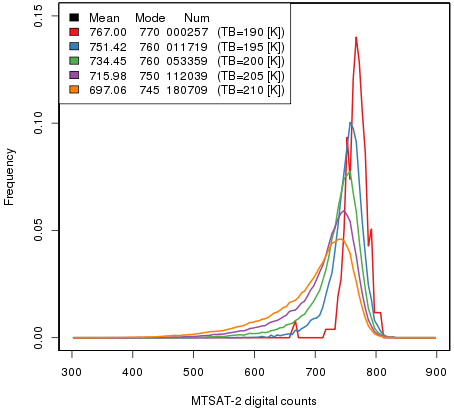 Mean Mode Num
767.00 770 000257 (TB=190 [K])
751.42 760 011719 (TB=195 [K])
734.45 760 053359 (TB=200 [K])
715.98 750 112039 (TB=205 [K])
697.06 745 180709 (TB=210 [K])
Frequency
0.15
0.10
0.05
0.00
300 400 500 600 700 800 900
MTSAT-2 digital counts